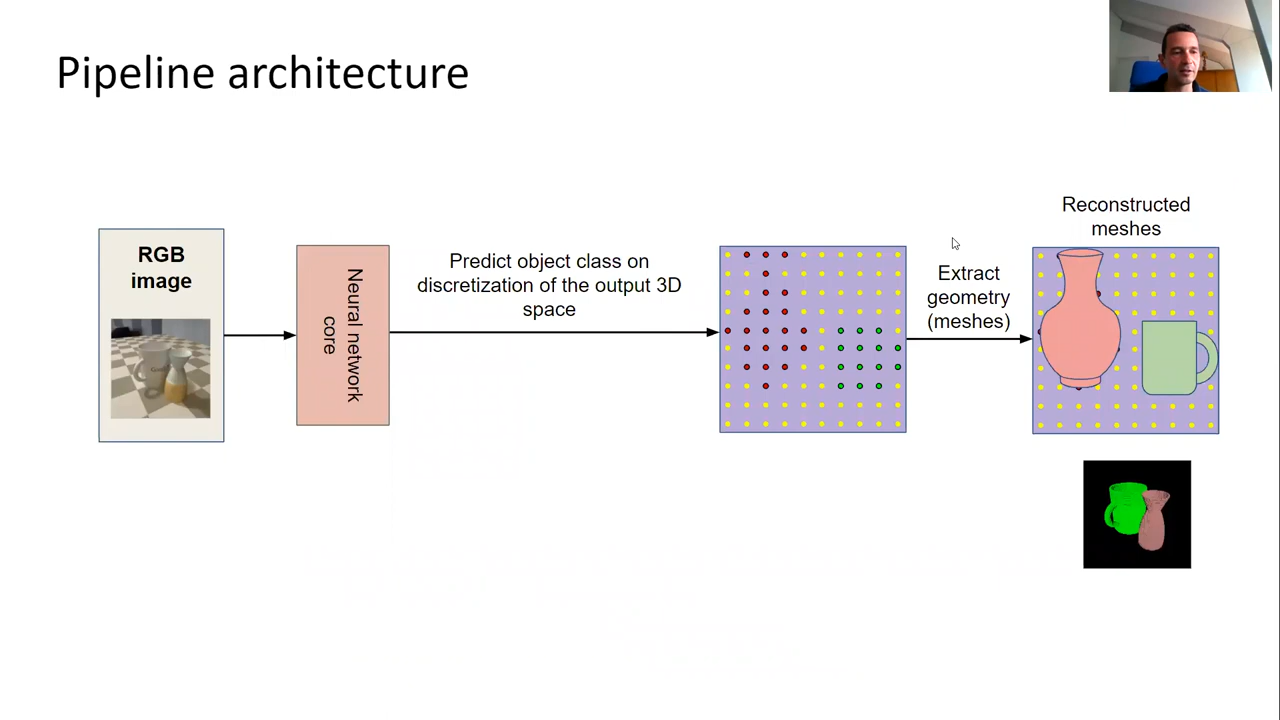 Pipeline architecture
RGB
image
Neural network
core
Predict object class on
discretization of the output 3D
space
Extract
geometry
(meshes)
Reconstructed
meshes